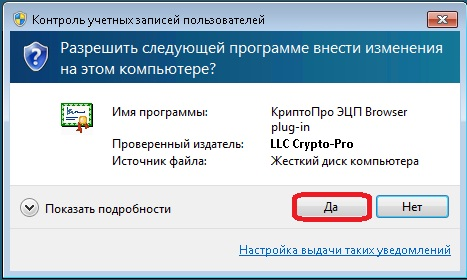 Контроль учетных записей пользователей
Разрешить следующей программе внести изменения
на этом компьютере?
Имя программы: КриптоПро ЭЦП Browser
plug-in
Проверенный издатель: LLC Crypto-Pro
Источник файла: Жесткий диск компьютера
Показать подробности Да Нет
Настройка выдачи таких уведомлений